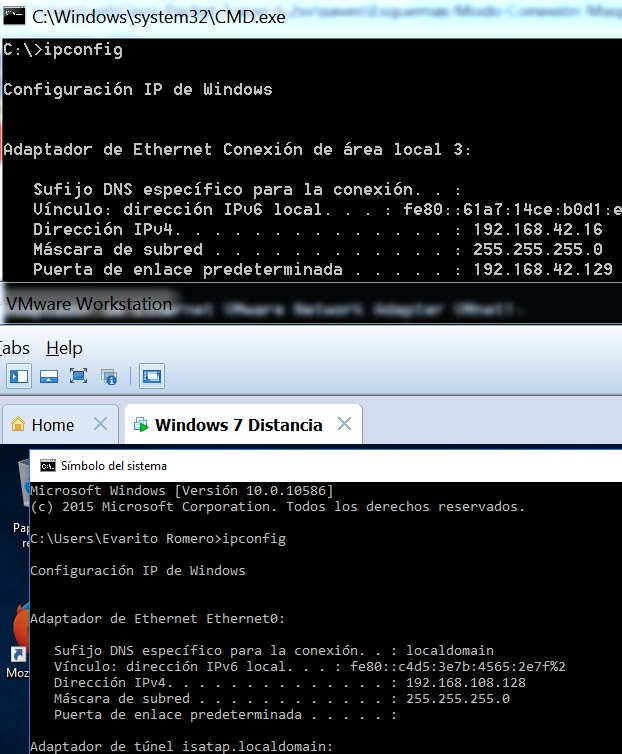 C:\Windows\system32\CMD.exe
C:\>ipconfig
Configuración IP de Windows
Adaptador de Ethernet Conexión de área local 3:
Sufijo DNS específico para la conexión. . :
Vínculo: dirección IPv6 local. . . : fe80::61a7:14ce:b0d1:e
Dirección IPv4. . . . . . . . . . . . . . : 192.168.42.16
Máscara de subred . . . . . . . . . . . . : 255.255.255.0
Puerta de enlace predeterminada . . . . . : 192.168.42.129
VMware Workstation
Tabs Help
Home Windows 7 Distancia
Símbolo del sistema
Microsoft Windows [Versión 10.0.10586]
(c) 2015 Microsoft Corporation. Todos los derechos reservados.
Pap
re
C:\Users\Evarito Romero>ipconfig
Configuración IP de Windows
Adaptador de Ethernet Ethernet0:
Sufijo DNS específico para la conexión. . : localdomain
Vínculo: dirección IPv6 local. . . : fe80::c4d5:3e7b:4565:2e7f%2
Moz
Dirección IPv4. . . . . . . . . . . . . . : 192.168.108.128
Máscara de subred . . . . . . . . . . . . : 255.255.255.0
Puerta de enlace predeterminada . . . . . :
Adaptador de túnel isatap.localdomain: